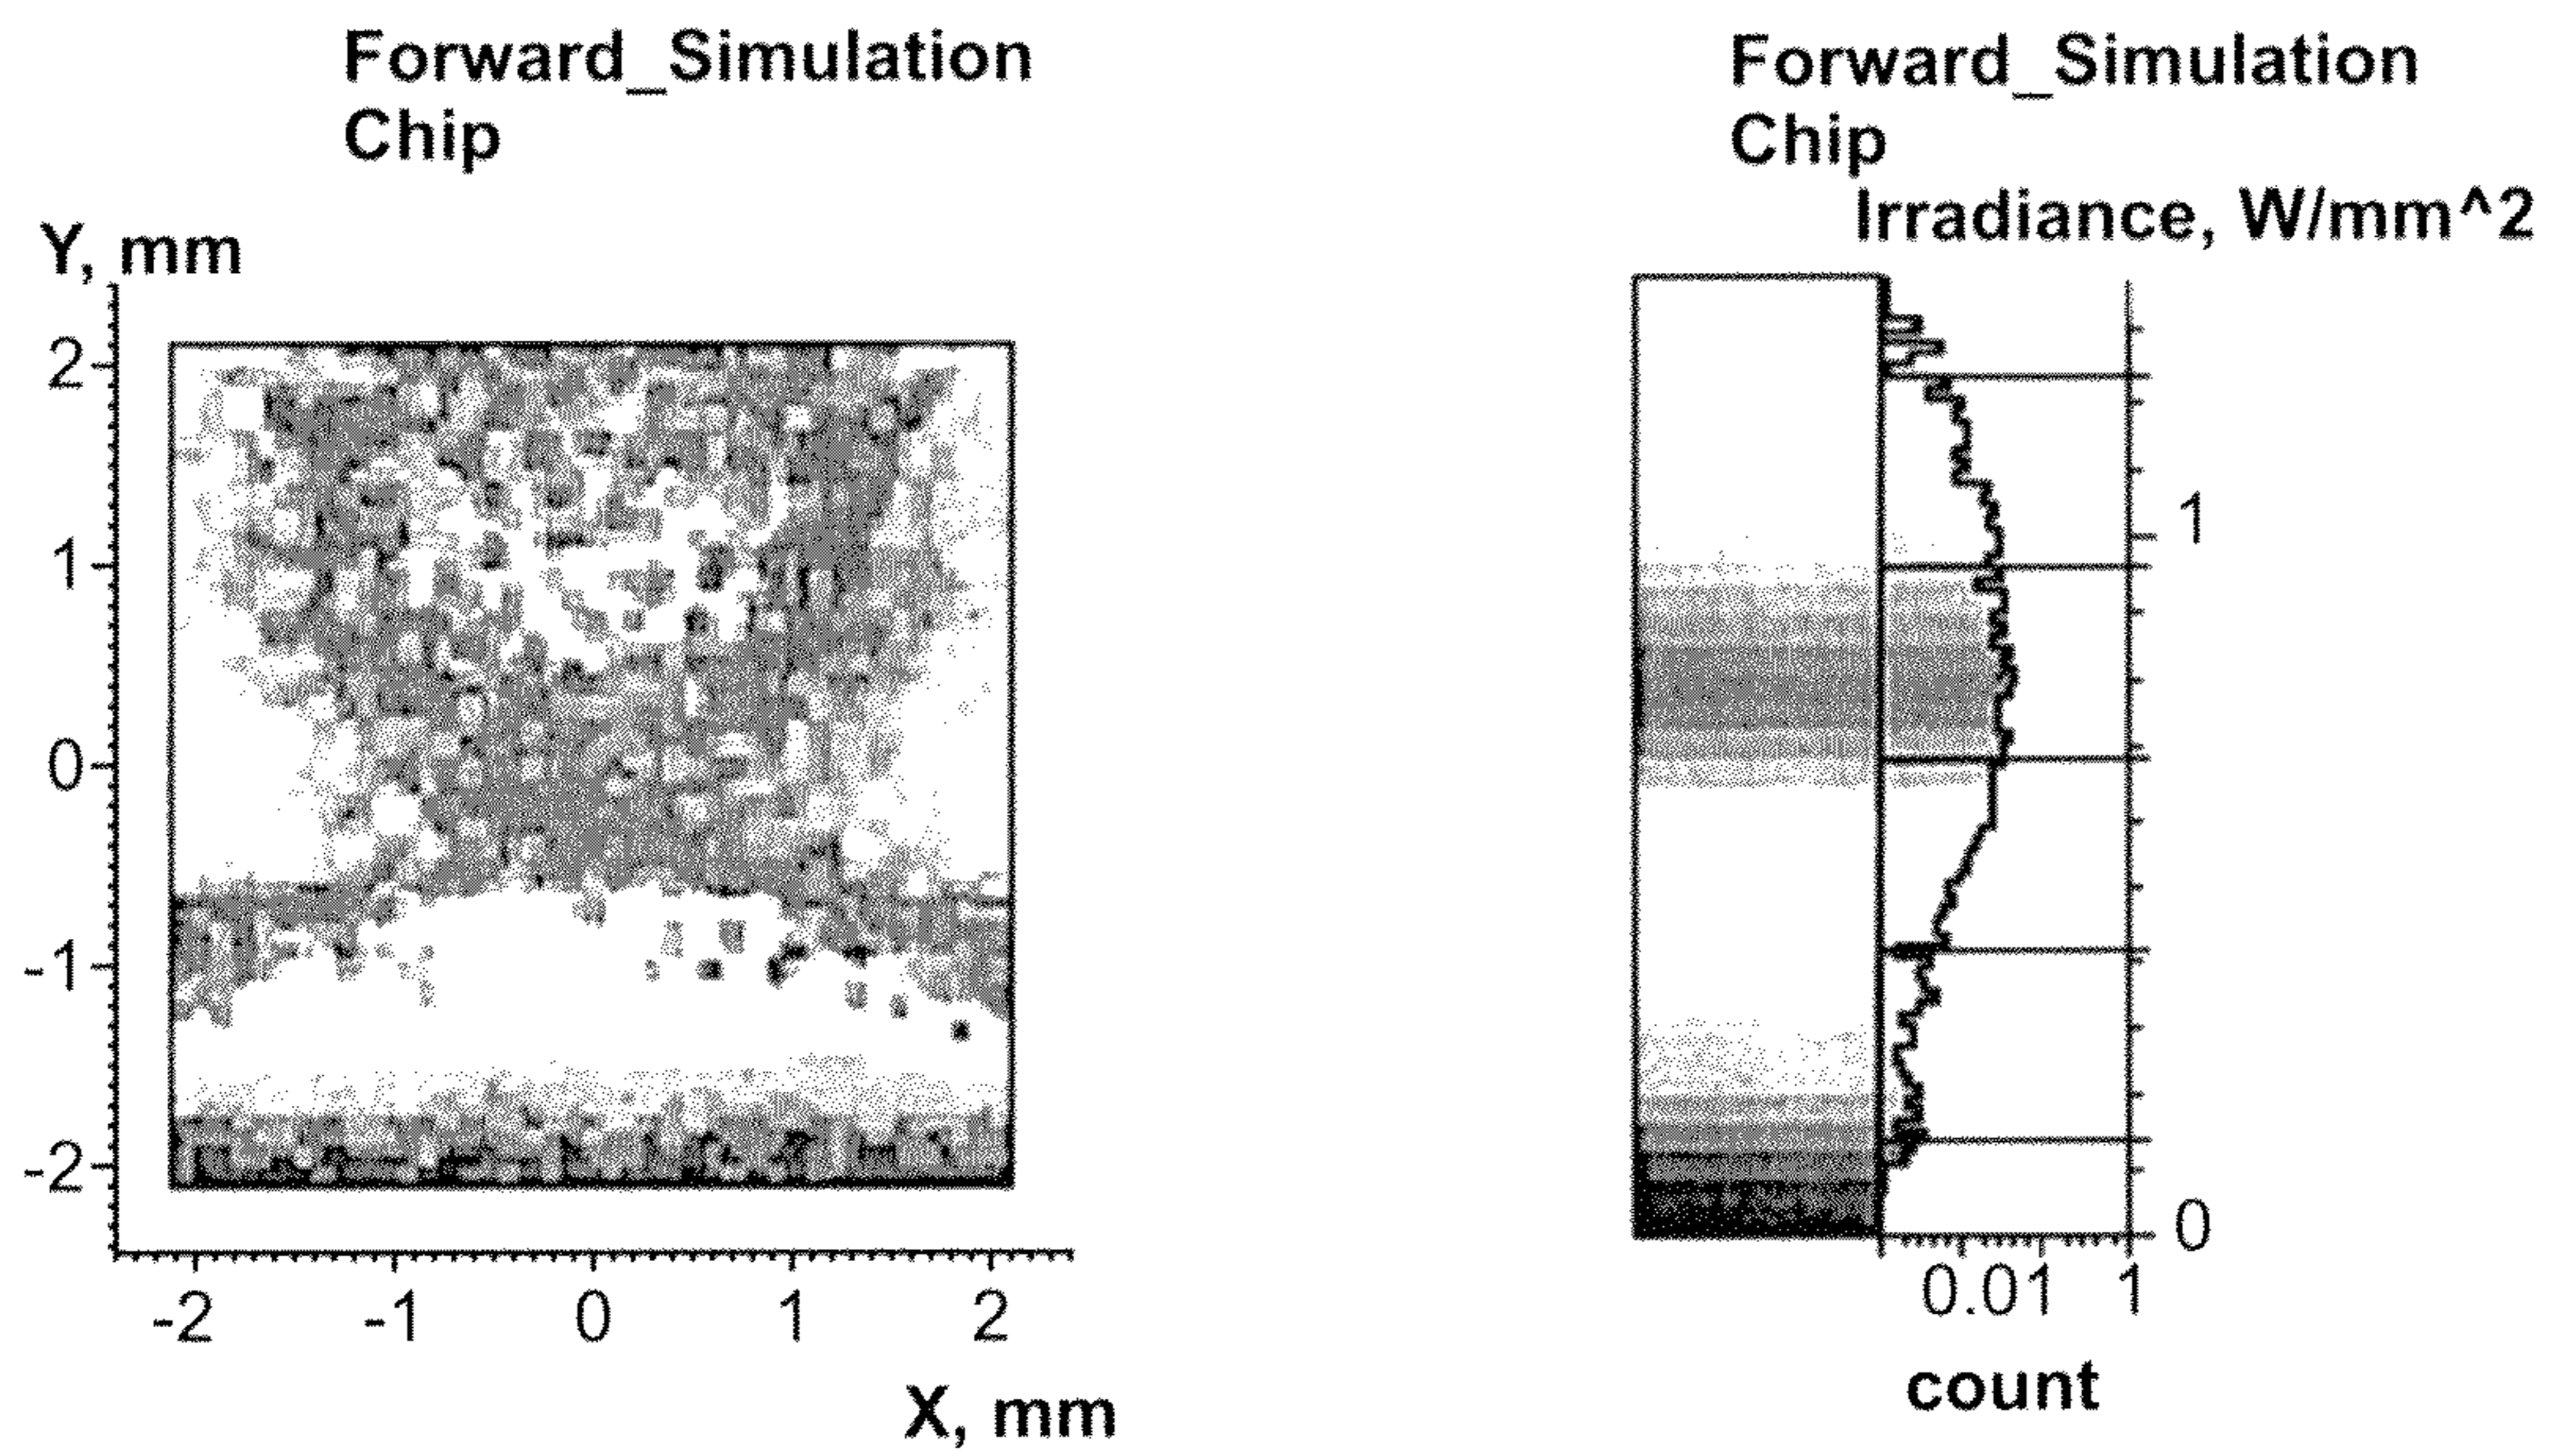 Forward_Simulation
Chip
Y, mm
2
1
0
-1
-2
-2 -1 0 1 2
X, mm
Forward_Simulation
Chip
Irradiance, W/mm^2
1
0
0.01 1
count